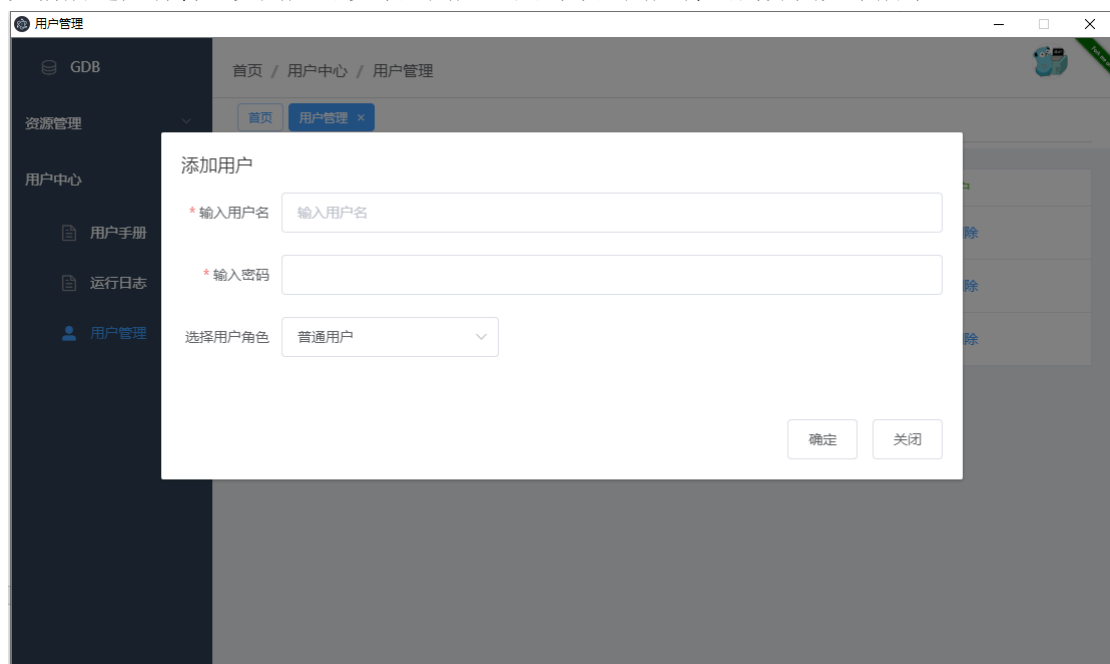 用户管理
GDB
首页 / 用户中心 / 用户管理
资源管理
首页 用户管理 ×
用户中心
添加用户
* 输入用户名 输入用户名
除
用户手册
* 输入密码
除
运行日志
用户管理
选择用户角色 普通用户
除
确定 关闭